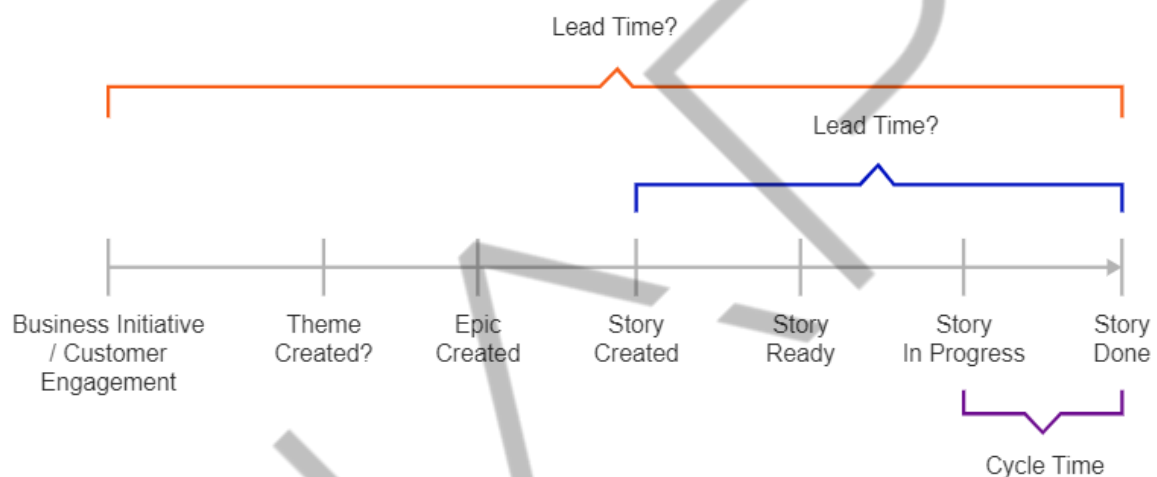 Lead Time?
Lead Time?
Business Initiative
/ Customer
Engagement
Theme
Created?
Epic
Created
Story
Created
Story
Ready
Story
In Progress
Story
Done
Cycle Time